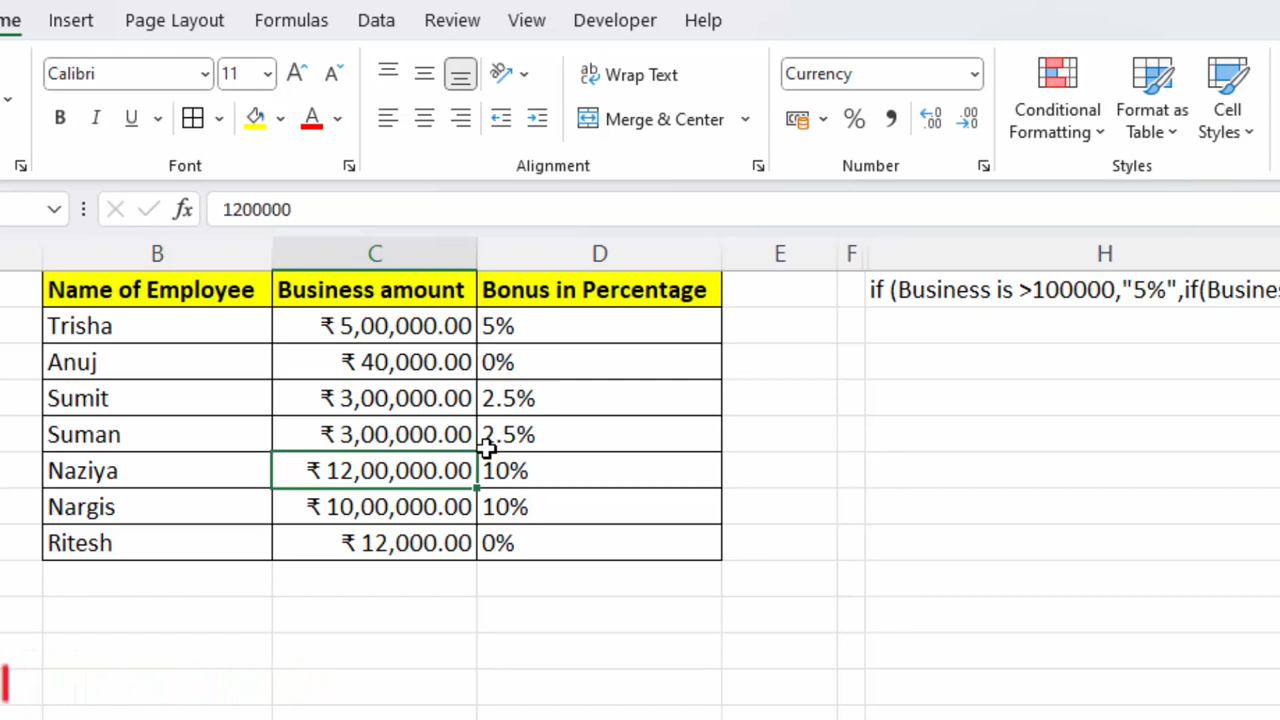 me Insert Page Layout Formulas Data Review View Developer Help
Calibri 11 A A ab Wrap Text Currency
B I U A Merge & Center % , .00 .00 Conditional Formatting Format as Table Cell Styles
Font Alignment Number Styles
fx 1200000
B C D E F H
Name of Employee Business amount Bonus in Percentage if (Business is >100000,"5%",if(Busine
Trisha ₹ 5,00,000.00 5%
Anuj ₹ 40,000.00 0%
Sumit ₹ 3,00,000.00 2.5%
Suman ₹ 3,00,000.00 2.5%
Naziya ₹ 12,00,000.00 10%
Nargis ₹ 10,00,000.00 10%
Ritesh ₹ 12,000.00 0%